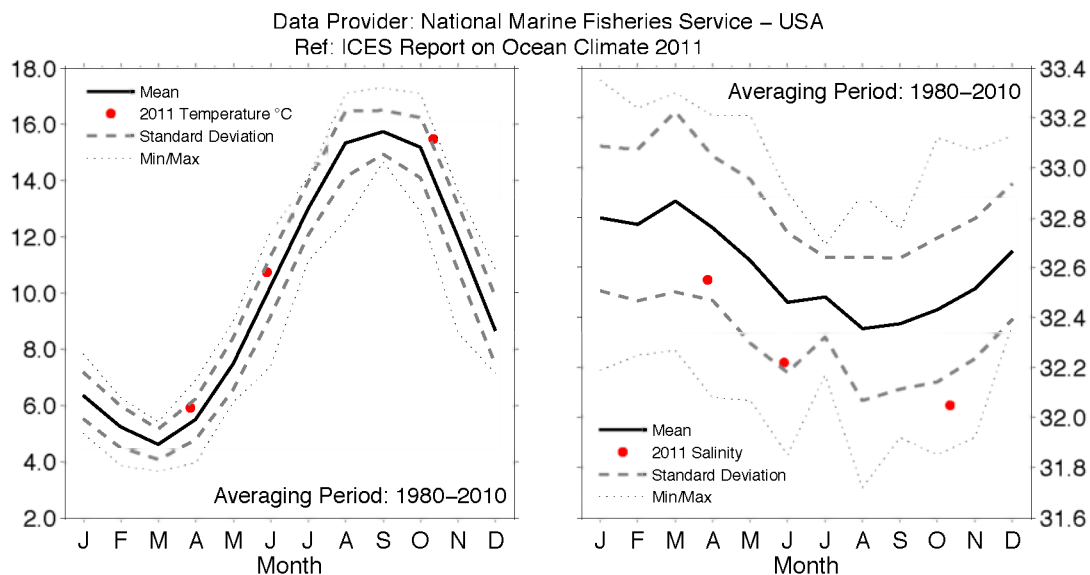 Data Provider: National Marine Fisheries Service – USA
Ref: ICES Report on Ocean Climate 2011
18.0
16.0
14.0
12.0
10.0
8.0
6.0
4.0
2.0
Mean
2011 Temperature °C
Standard Deviation
Min/Max
Averaging Period: 1980–2010
J F M A M J J A S O N D
Month
Averaging Period: 1980–2010
33.4
33.2
33.0
32.8
32.6
32.4
32.2
32.0
31.8
31.6
Mean
2011 Salinity
Standard Deviation
Min/Max
J F M A M J J A S O N D
Month